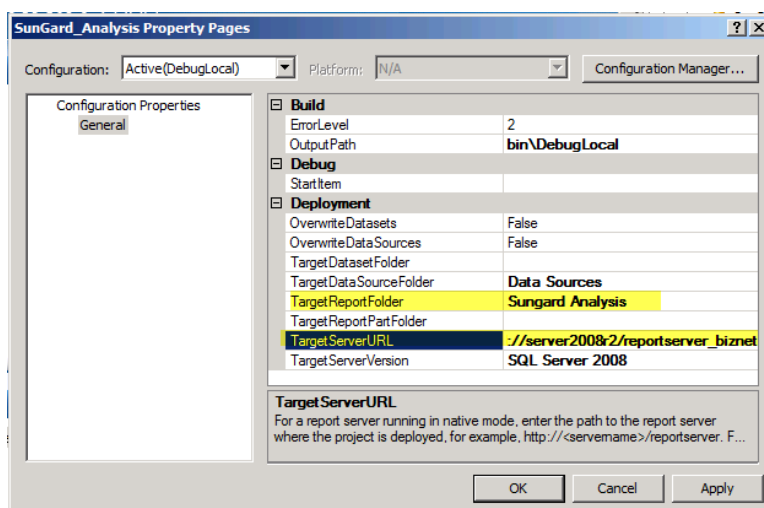 SunGard_Analysis Property Pages
Configuration: Active(DebugLocal) Platform: N/A Configuration Manager...
Configuration Properties
General
Build
ErrorLevel 2
OutputPath bin\DebugLocal
Debug
StartItem
Deployment
OverwriteDatasets False
OverwriteDataSources False
TargetDatasetFolder
TargetDataSourceFolder Data Sources
TargetReportFolder Sungard Analysis
TargetReportPartFolder
TargetServerURL ://server2008r2/reportserver_biznet
TargetServerVersion SQL Server 2008
TargetServerURL
For a report server running in native mode, enter the path to the report server
where the project is deployed, for example, http://<servername>/reportserver. F...
OK Cancel Apply